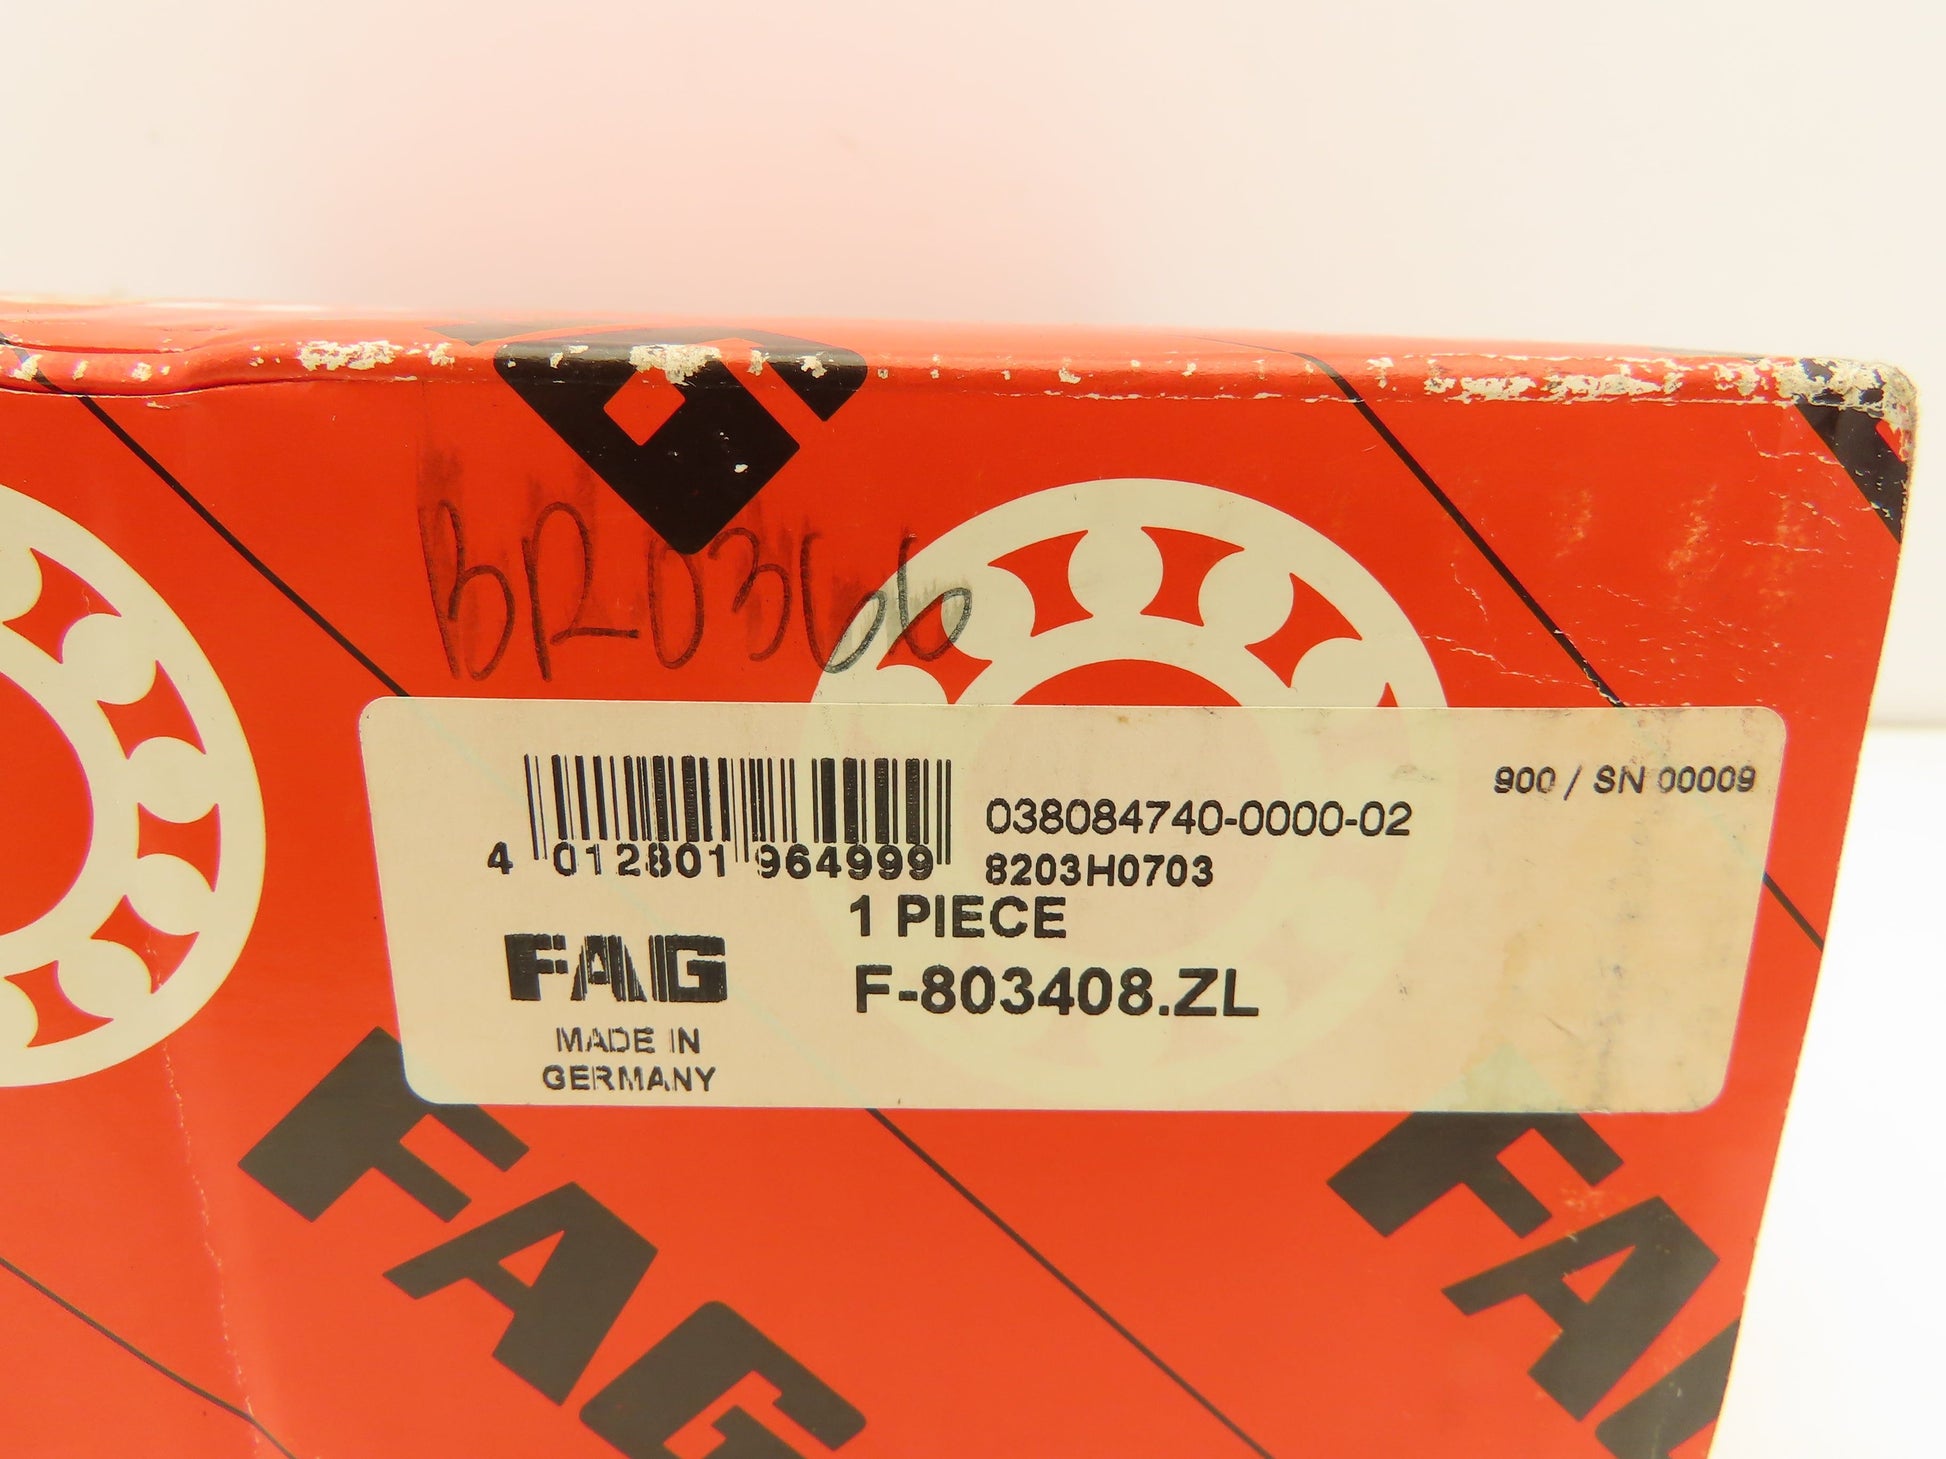 BR0366
900 / SN 00009
038084740-0000-02
4 012801 964999
8203H0703
1 PIECE
FAG
F-803408.ZL
MADE IN
GERMANY
FAG
FAG